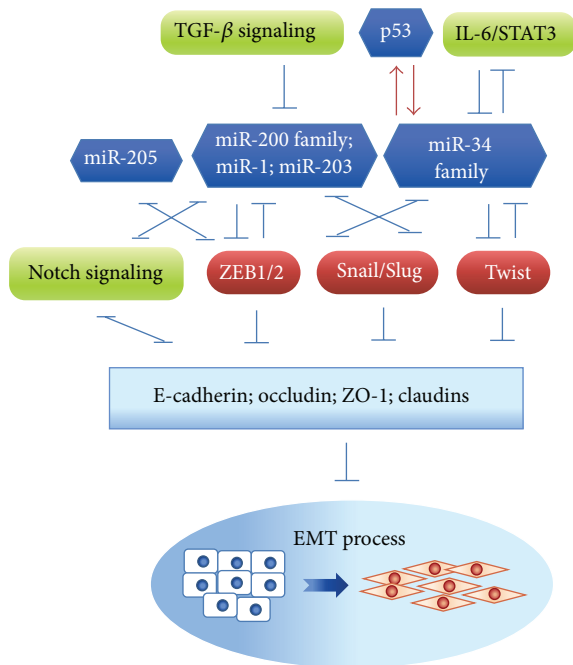 TGF-β signaling
p53
IL-6/STAT3
miR-205
miR-200 family;
miR-1; miR-203
miR-34
family
Notch signaling
ZEB1/2
Snail/Slug
Twist
E-cadherin; occludin; ZO-1; claudins
EMT process